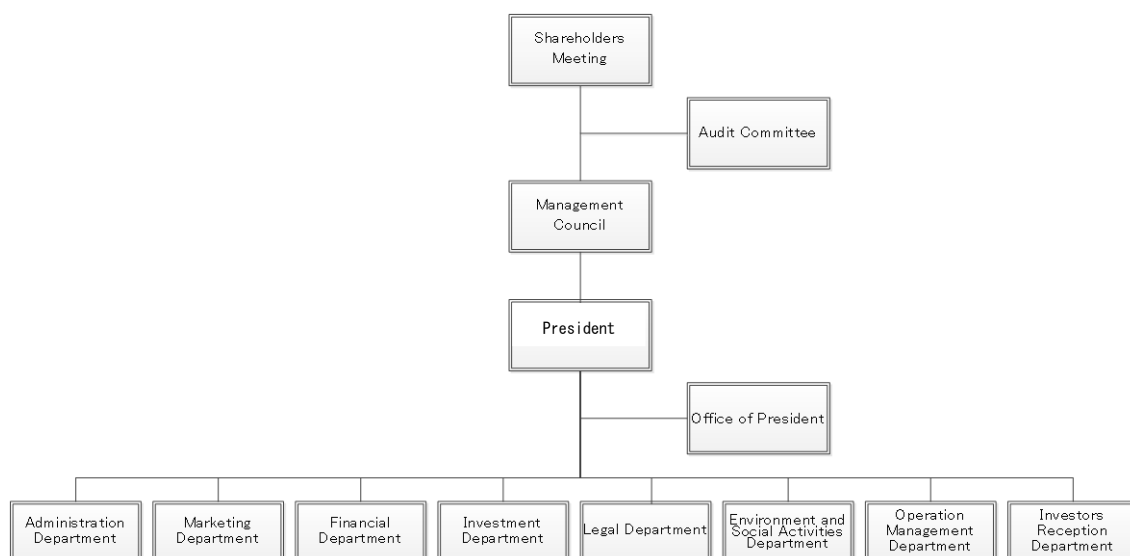 Shareholders
Meeting
Audit Committee
Management
Council
President
Office of President
Administration
Department
Marketing
Department
Financial
Department
Investment
Department
Legal Department
Environment and
Social Activities
Department
Operation
Management
Department
Investors
Reception
Department